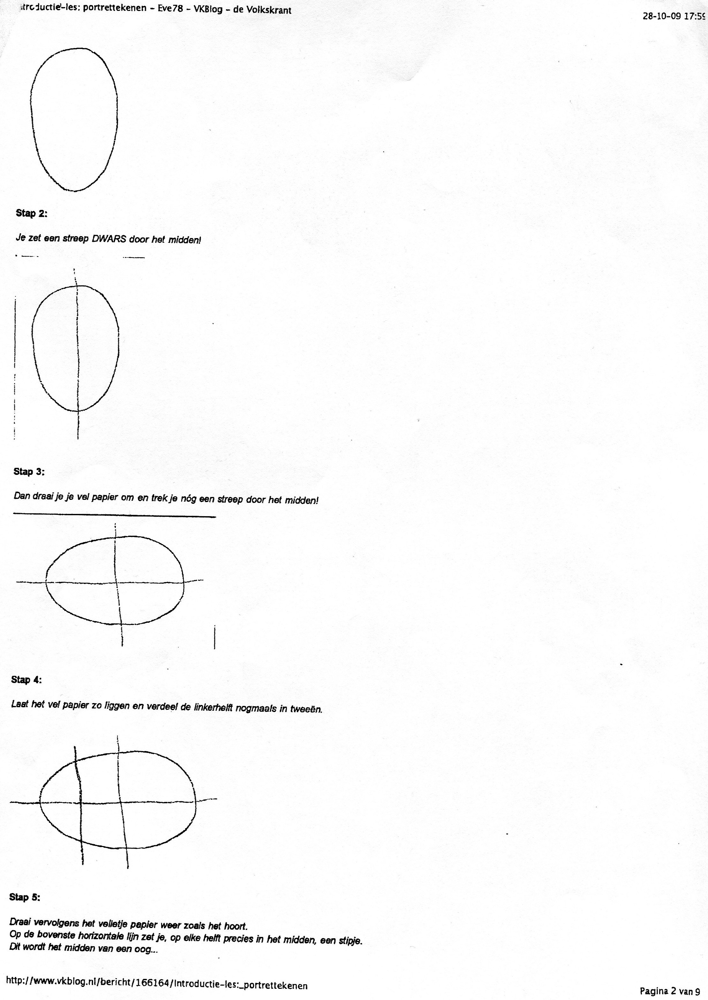 ntroductie'-les: portrettekenen - Eve78 - VKBlog - de Volkskrant
28-10-09 17:59
Stap 2:
Je zet een streep DWARS door het midden!
Stap 3:
Dan draai je je vel papier om en trek je nóg een streep door het midden!
Stap 4:
Laat het vel papier zo liggen en verdeel de linkerhelft nogmaals in tweeën.
Stap 5:
Draai vervolgens het velletje papier weer zoals het hoort.
Op de bovenste horizontale lijn zet je, op elke helft precies in het midden, een stipje.
Dit wordt het midden van een oog...
http://www.vkblog.nl/bericht/166164/Introductie-les:_portrettekenen
Pagina 2 van 9